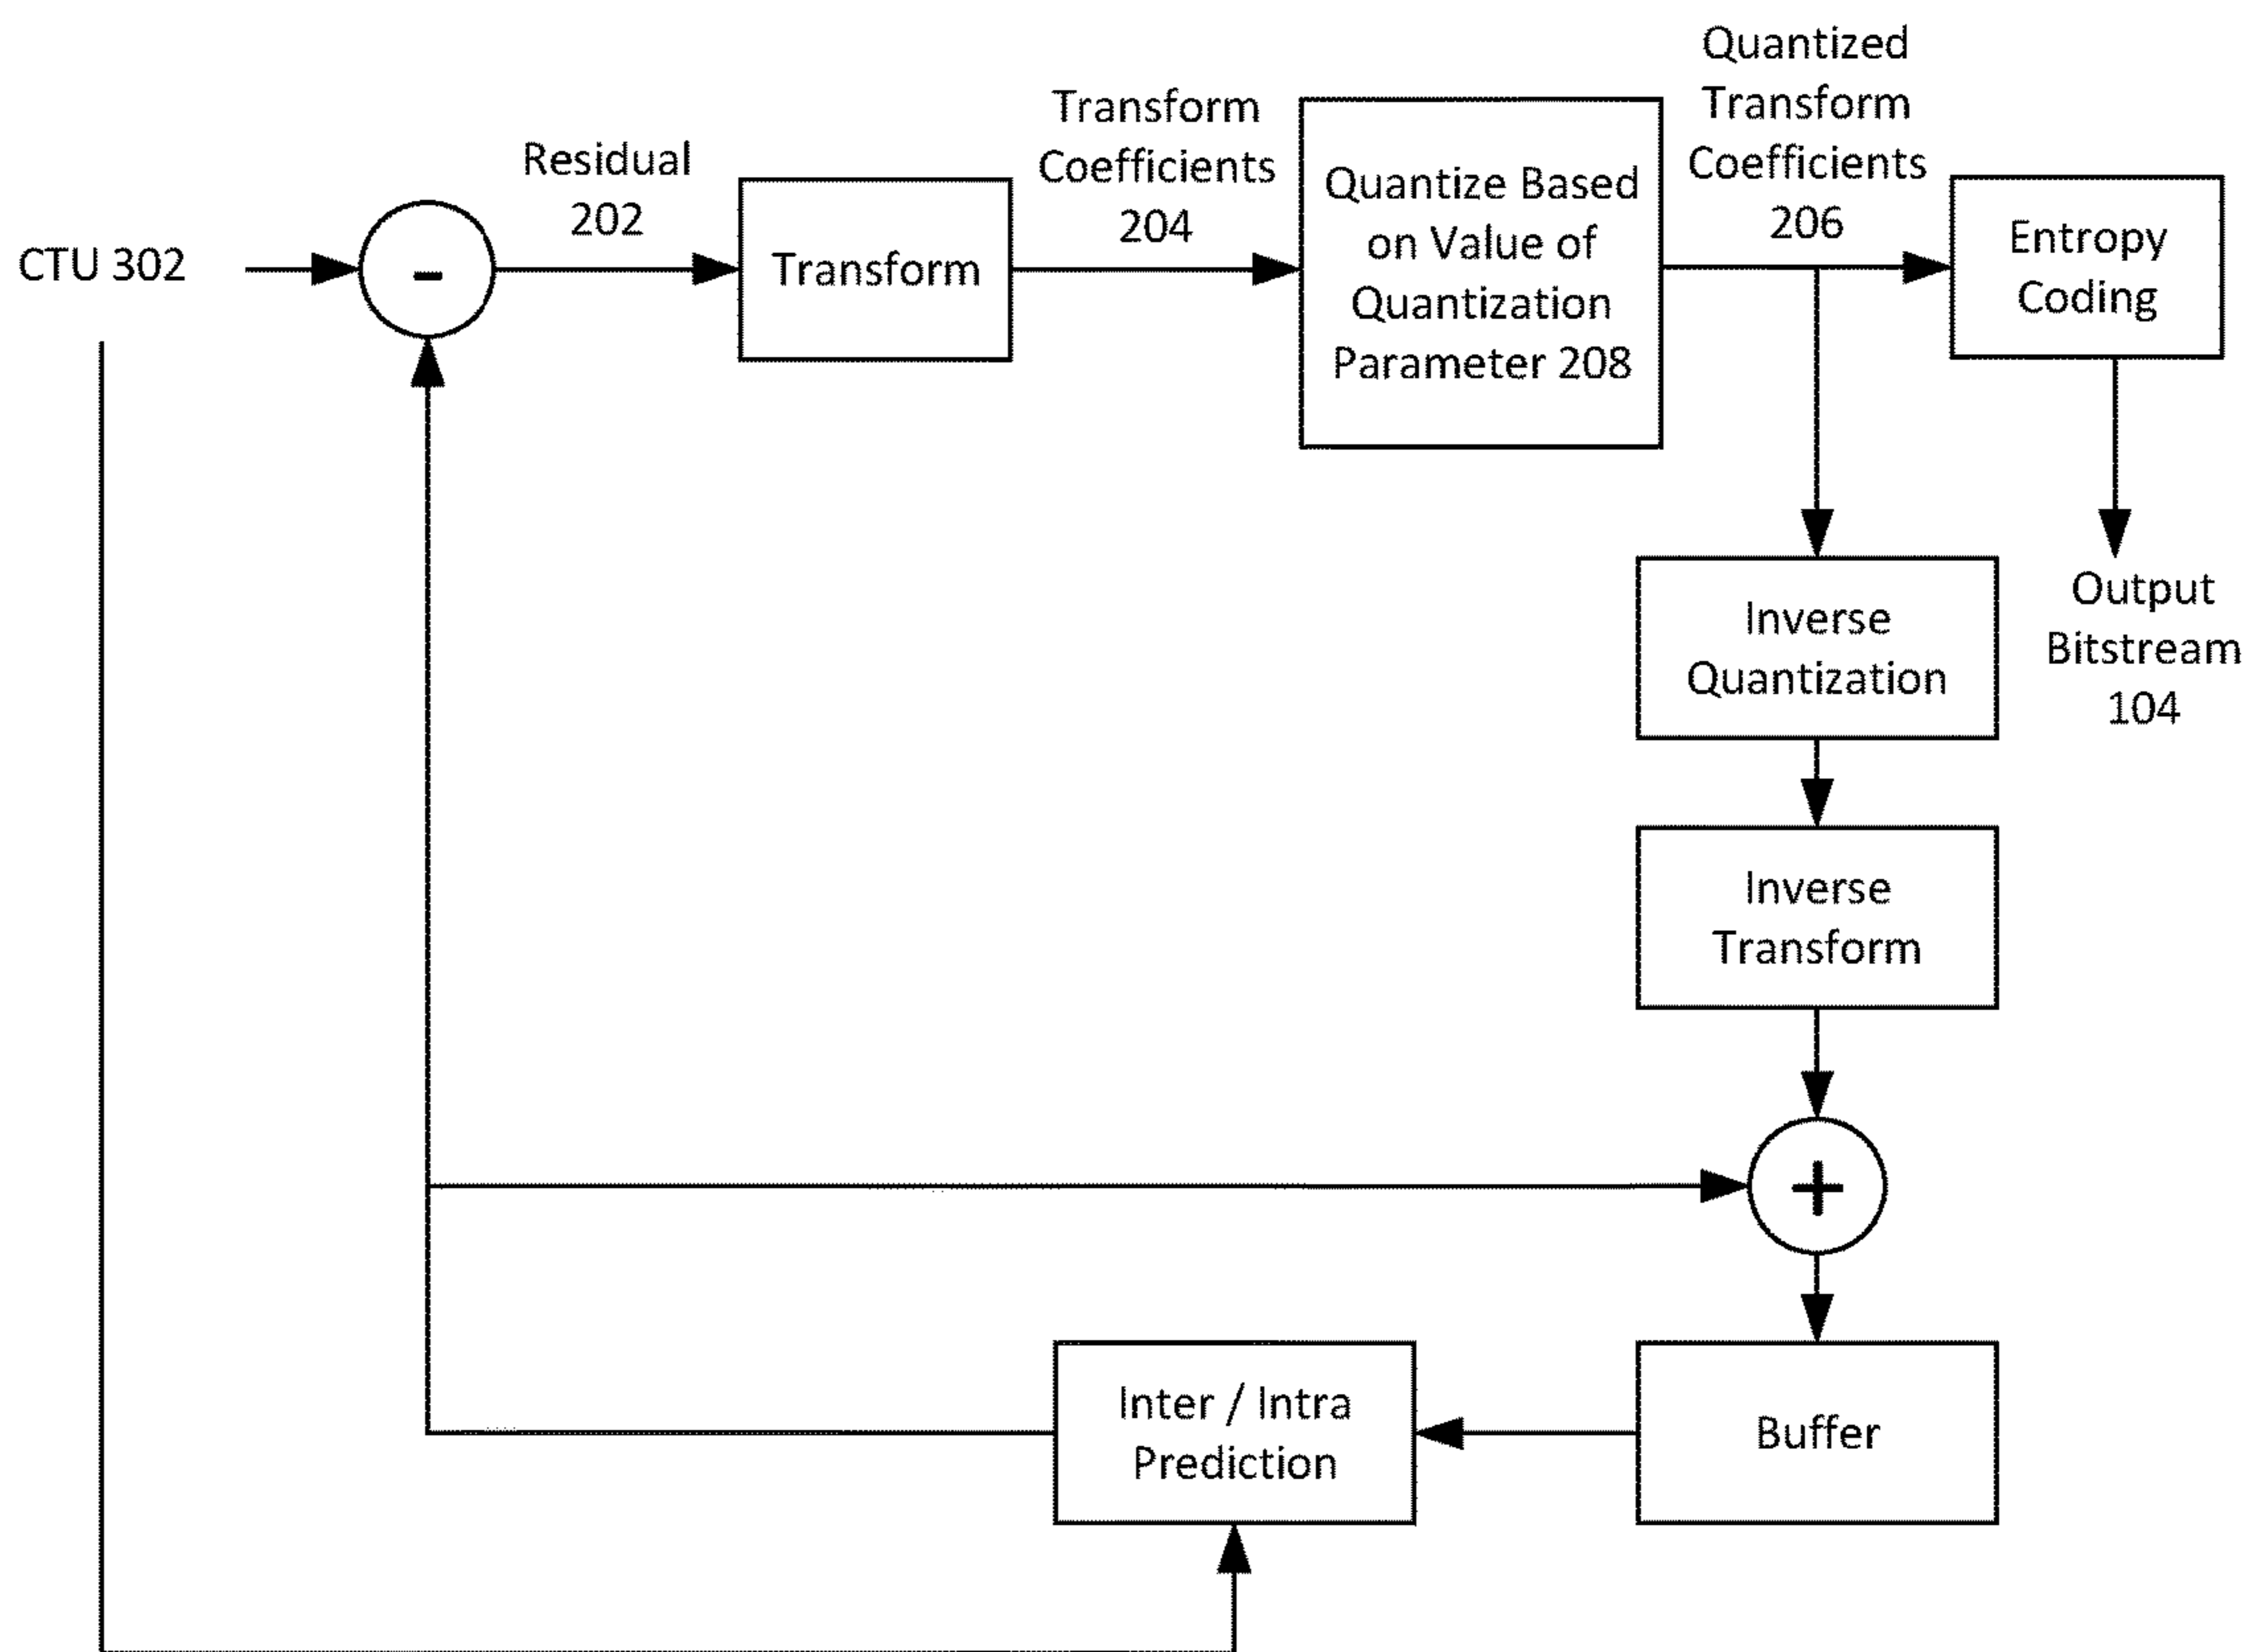 CTU 302
-
Residual
202
Transform
Transform
Coefficients
204
Quantize Based
on Value of
Quantization
Parameter 208
Quantized
Transform
Coefficients
206
Entropy
Coding
Output
Bitstream
104
Inverse
Quantization
Inverse
Transform
+
Buffer
Inter / Intra
Prediction